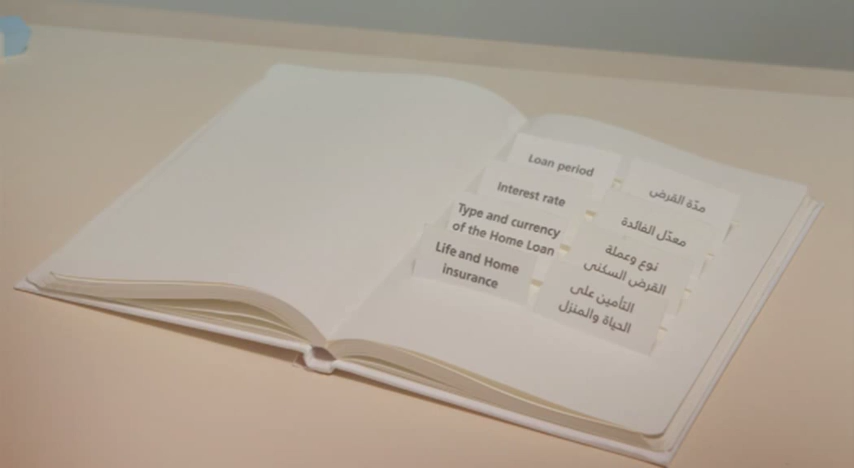 Loan period
مدّة القرض
Interest rate
معدّل الفائدة
Type and currency
of the Home Loan
نوع وعملة
القرض السكني
Life and Home
insurance
التأمين على
الحياة والمنزل